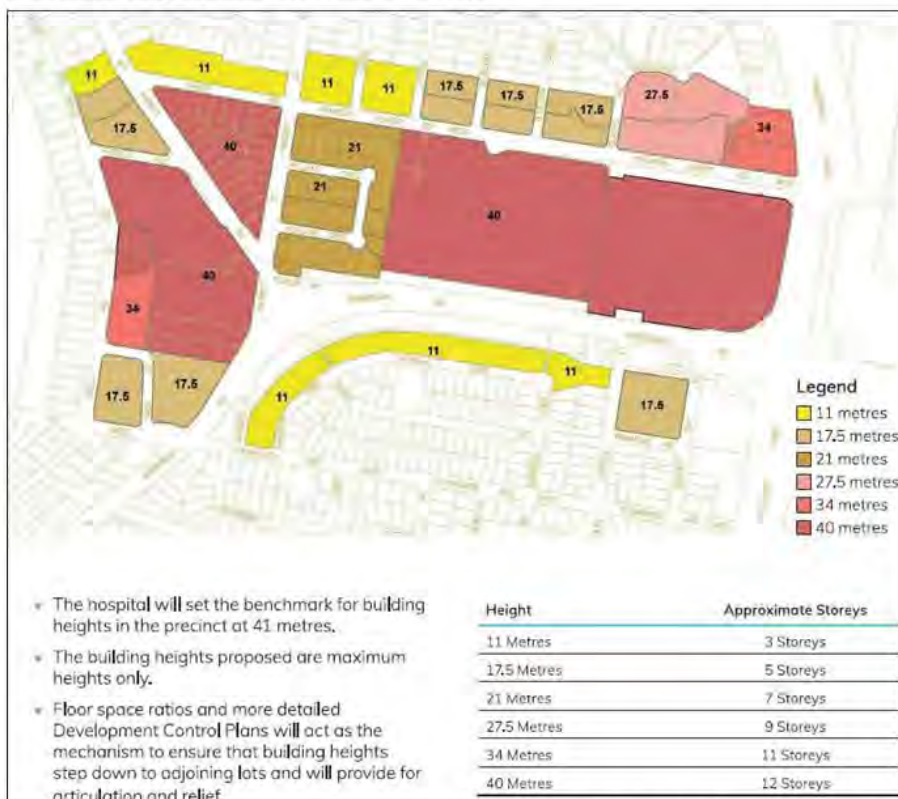 11
11
11
11
17.5
17.5
17.5
27.5
34
17.5
40
21
21
40
40
34
17.5
17.5
11
11
11
17.5
Legend
11 metres
17.5 metres
21 metres
27.5 metres
34 metres
40 metres
The hospital will set the benchmark for building
heights in the precinct at 41 metres.
The building heights proposed are maximum
heights only.
Floor space ratios and more detailed
Development Control Plans will act as the
mechanism to ensure that building heights
step down to adjoining lots and will provide for
articulation and relief
Height Approximate Storeys
11 Metres 3 Storeys
17.5 Metres 5 Storeys
21 Metres 7 Storeys
27.5 Metres 9 Storeys
34 Metres 11 Storeys
40 Metres 12 Storeys